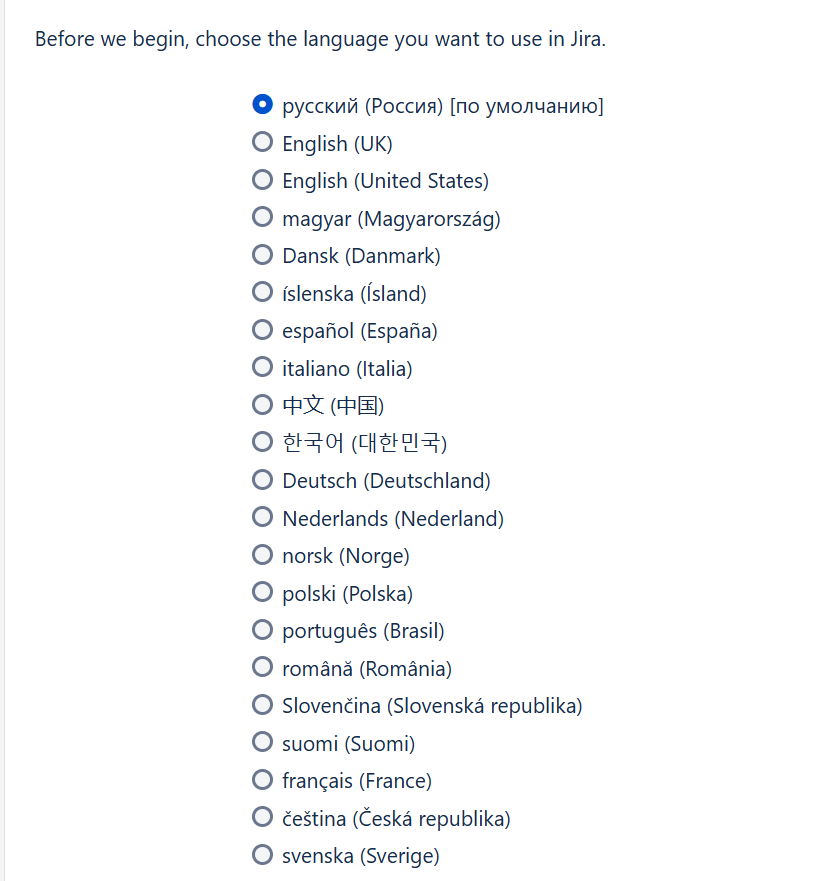 Before we begin, choose the language you want to use in Jira.
русский (Россия) [по умолчанию]
English (UK)
English (United States)
magyar (Magyarország)
Dansk (Danmark)
íslenska (Ísland)
español (España)
italiano (Italia)
中文 (中国)
한국어 (대한민국)
Deutsch (Deutschland)
Nederlands (Nederland)
norsk (Norge)
polski (Polska)
português (Brasil)
română (România)
Slovenčina (Slovenská republika)
suomi (Suomi)
français (France)
čeština (Česká republika)
svenska (Sverige)